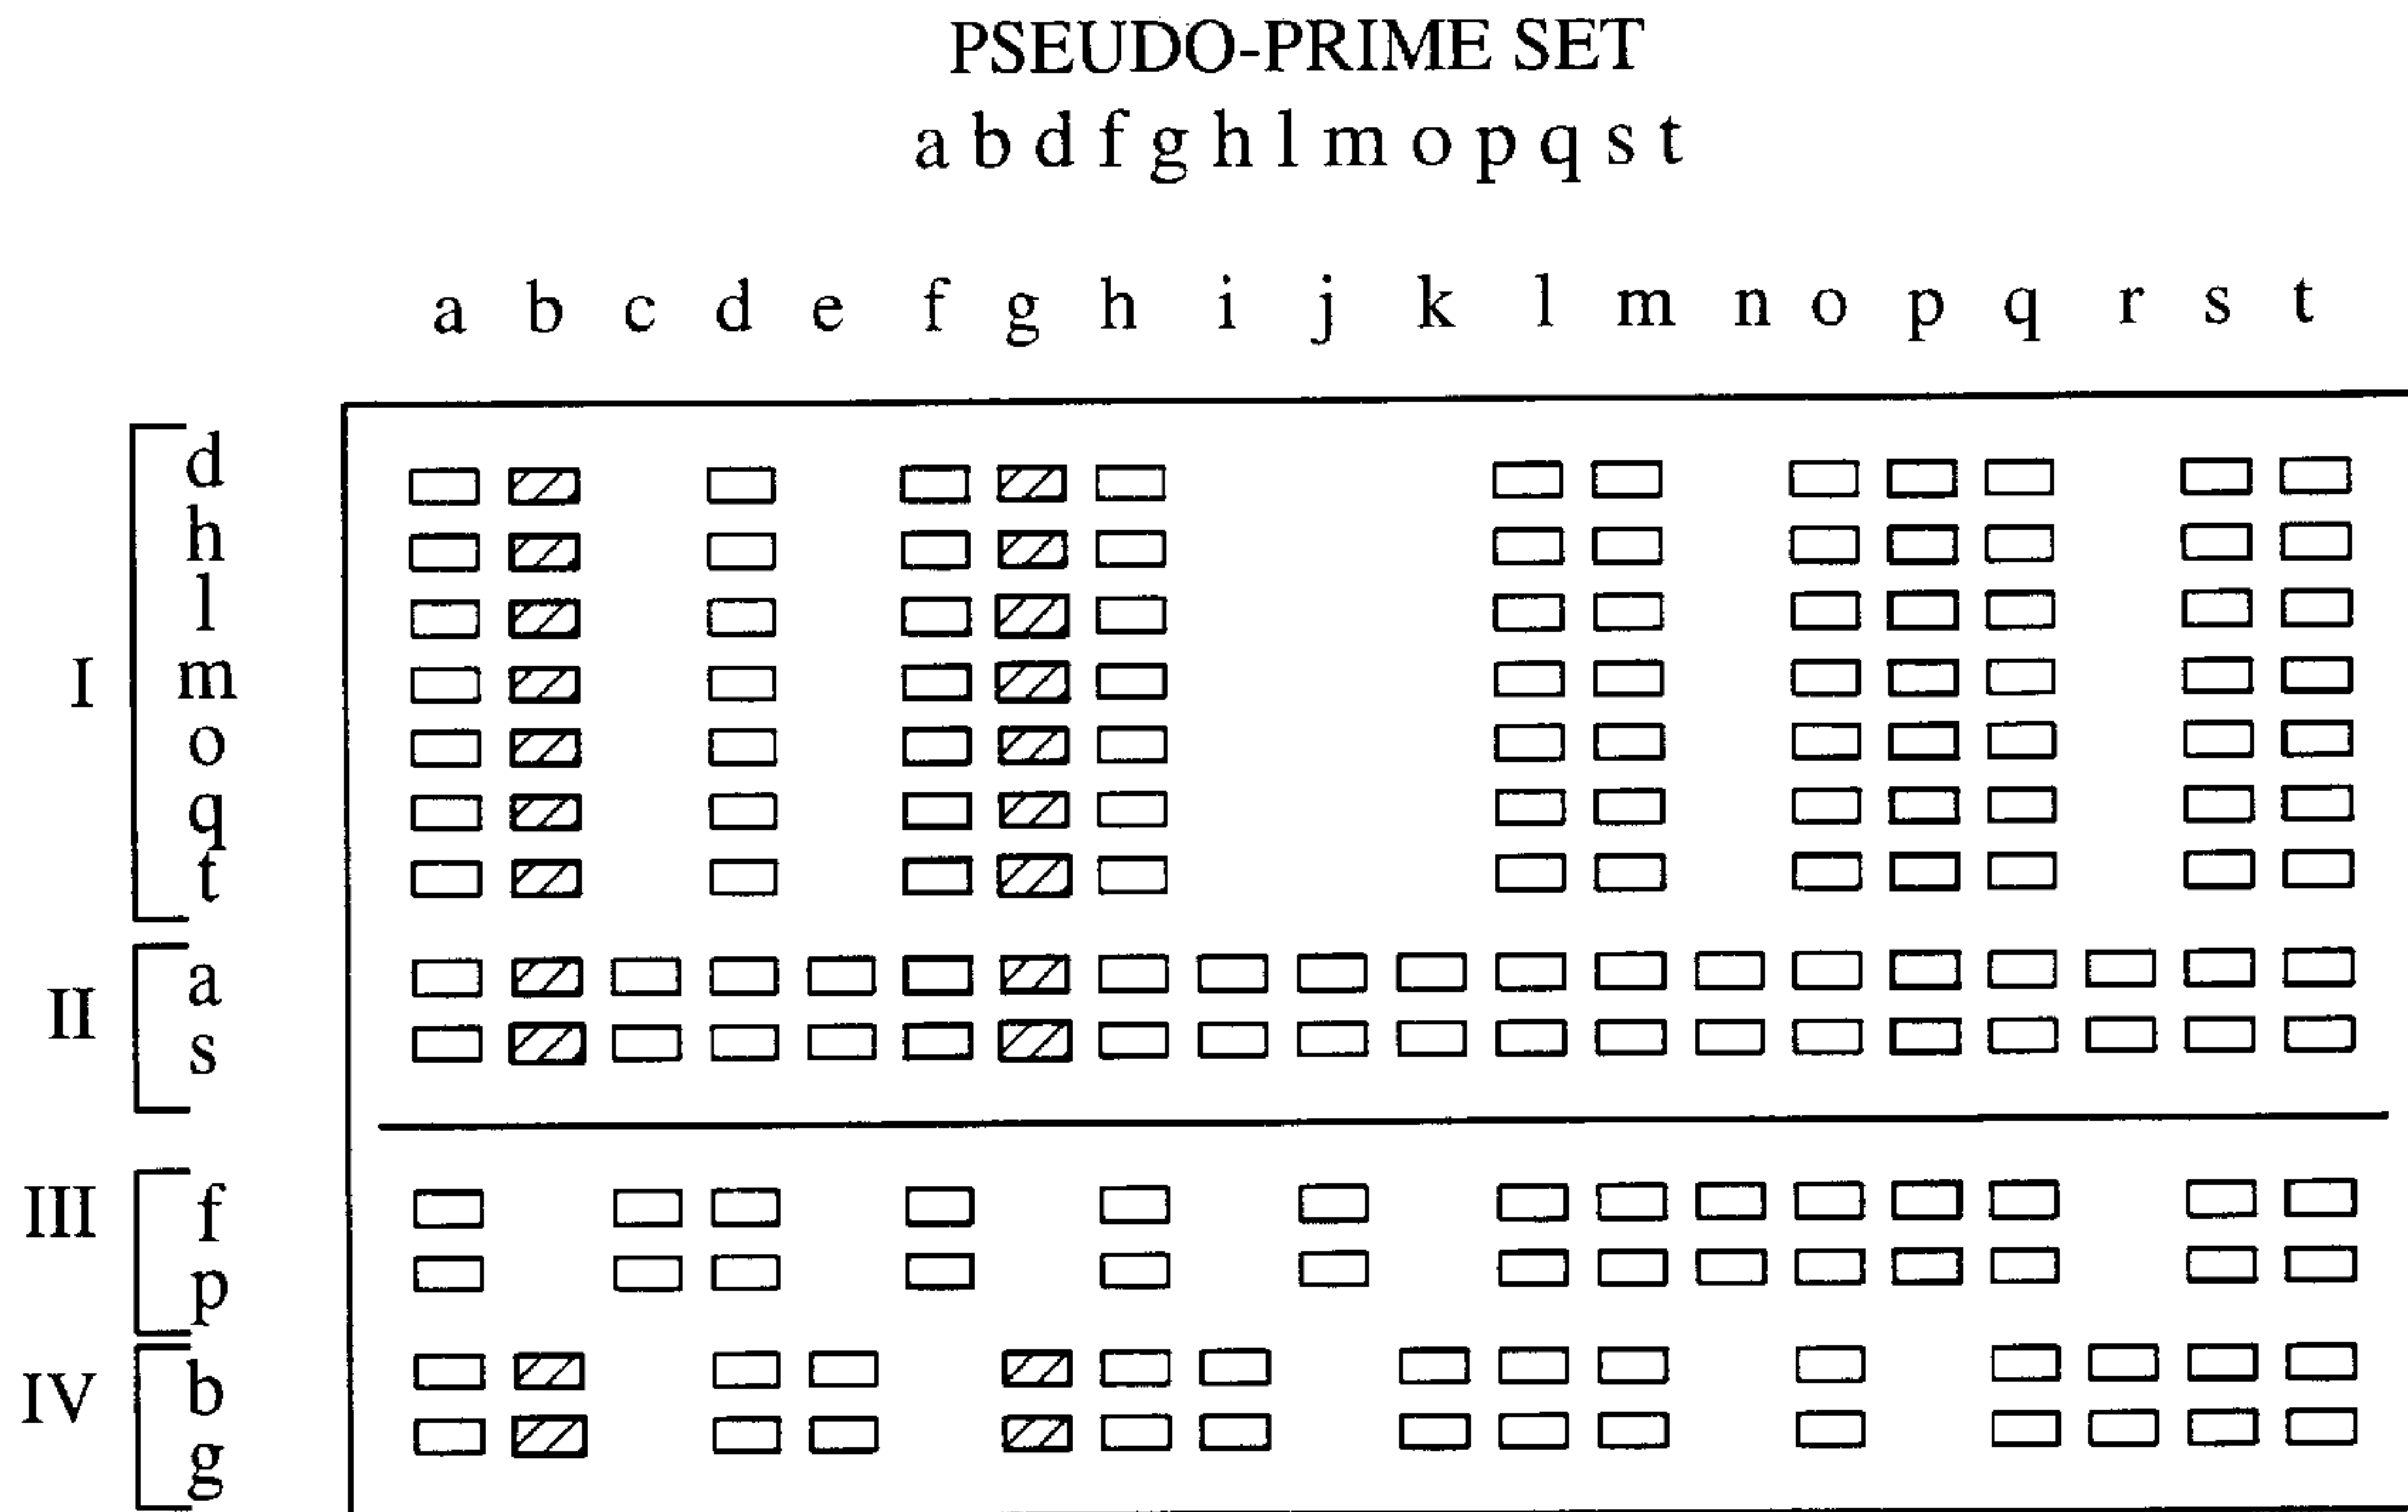 PSEUDO-PRIME SET
a b d f g h l m o p q s t
a b c d e f g h i j k l m n o p q r s t
d
h
l
I m
o
q
t
a
II
s
III f
p
IV b
g